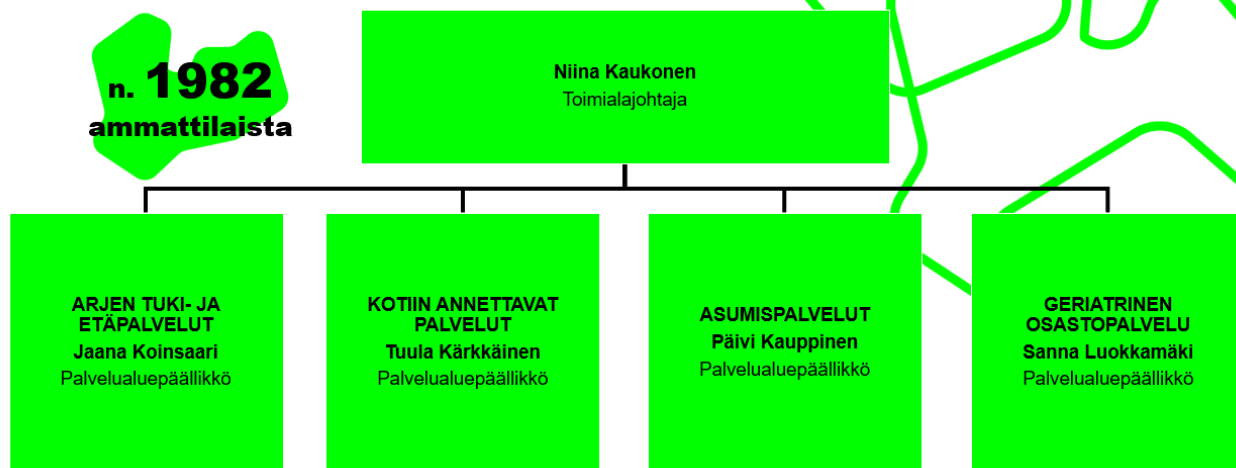 n. 1982
ammattilaista
Niina Kaukonen
Toimialajohtaja
ARJEN TUKI- JA
ETÄPALVELUT
Jaana Koinsaari
Palvelualuepäällikkö
KOTIIN ANNETTAVAT
PALVELUT
Tuula Kärkkäinen
Palvelualuepäällikkö
ASUMISPALVELUT
Päivi Kauppinen
Palvelualuepäällikkö
GERIATRINEN
OSASTOPALVELU
Sanna Luokkamäki
Palvelualuepäällikkö